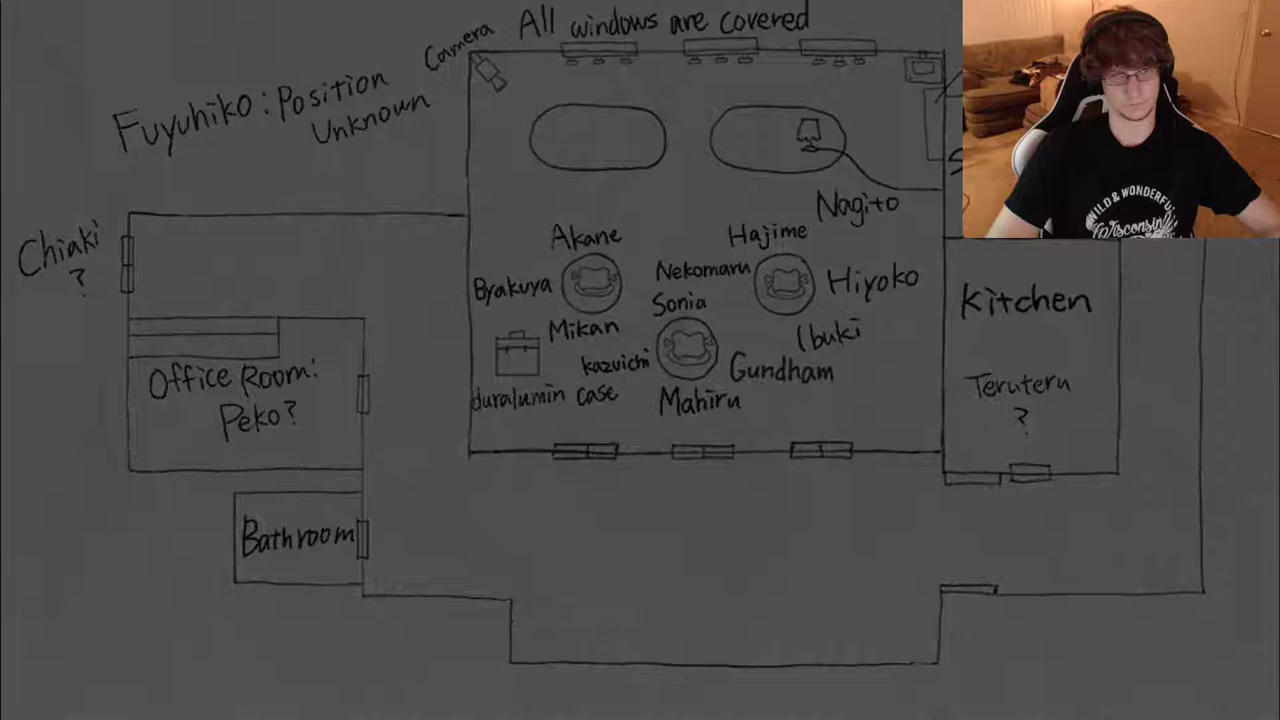 All windows are covered
Camera
Fuyuhiko: Position
Unknown
Nagito
Chiaki
?
Akane
Hajime
Byakuya
Nekomaru
Hiyoko
Sonia
Mikan
Ibuki
kazuichi
Gundham
duralumin case
Mahiru
Kitchen
Teruteru
?
Office Room:
Peko?
Bathroom
WILD & WONDERFUL
Wisconsin